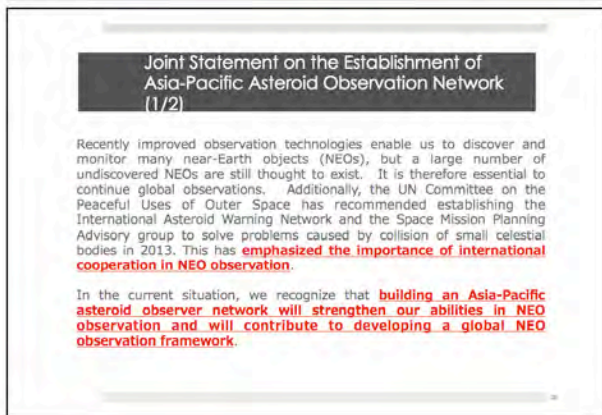 Joint Statement on the Establishment of
Asia-Pacific Asteroid Observation Network
(1/2)
Recently improved observation technologies enable us to discover and
monitor many near-Earth objects (NEOs), but a large number of
undiscovered NEOs are still thought to exist. It is therefore essential to
continue global observations. Additionally, the UN Committee on the
Peaceful Uses of Outer Space has recommended establishing the
International Asteroid Warning Network and the Space Mission Planning
Advisory group to solve problems caused by collision of small celestial
bodies in 2013. This has emphasized the importance of international
cooperation in NEO observation.
In the current situation, we recognize that building an Asia-Pacific
asteroid observer network will strengthen our abilities in NEO
observation and will contribute to developing a global NEO
observation framework.